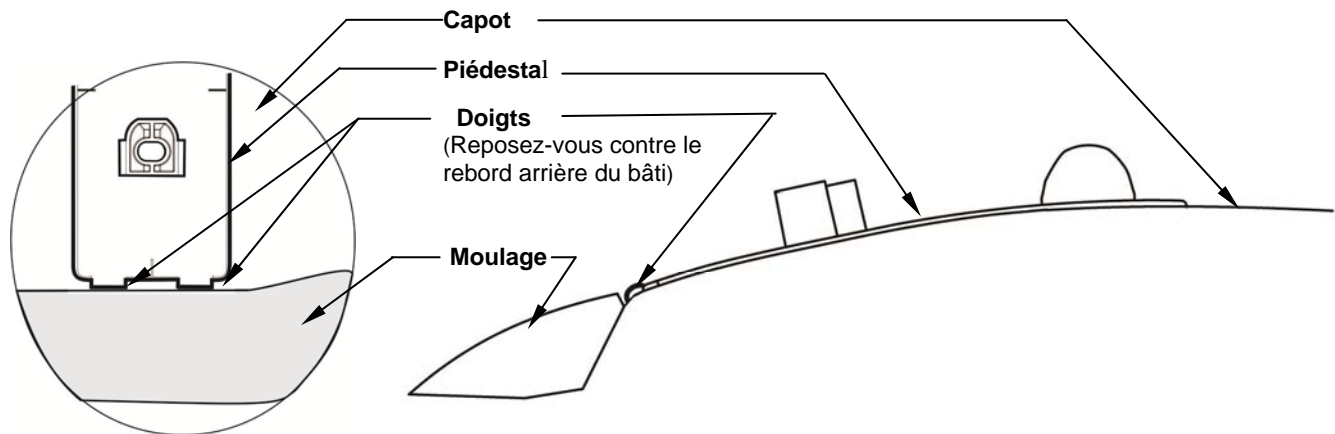 Capot
Piédestal
Doigts
(Reposez-vous contre le
rebord arrière du bâti)
Moulage